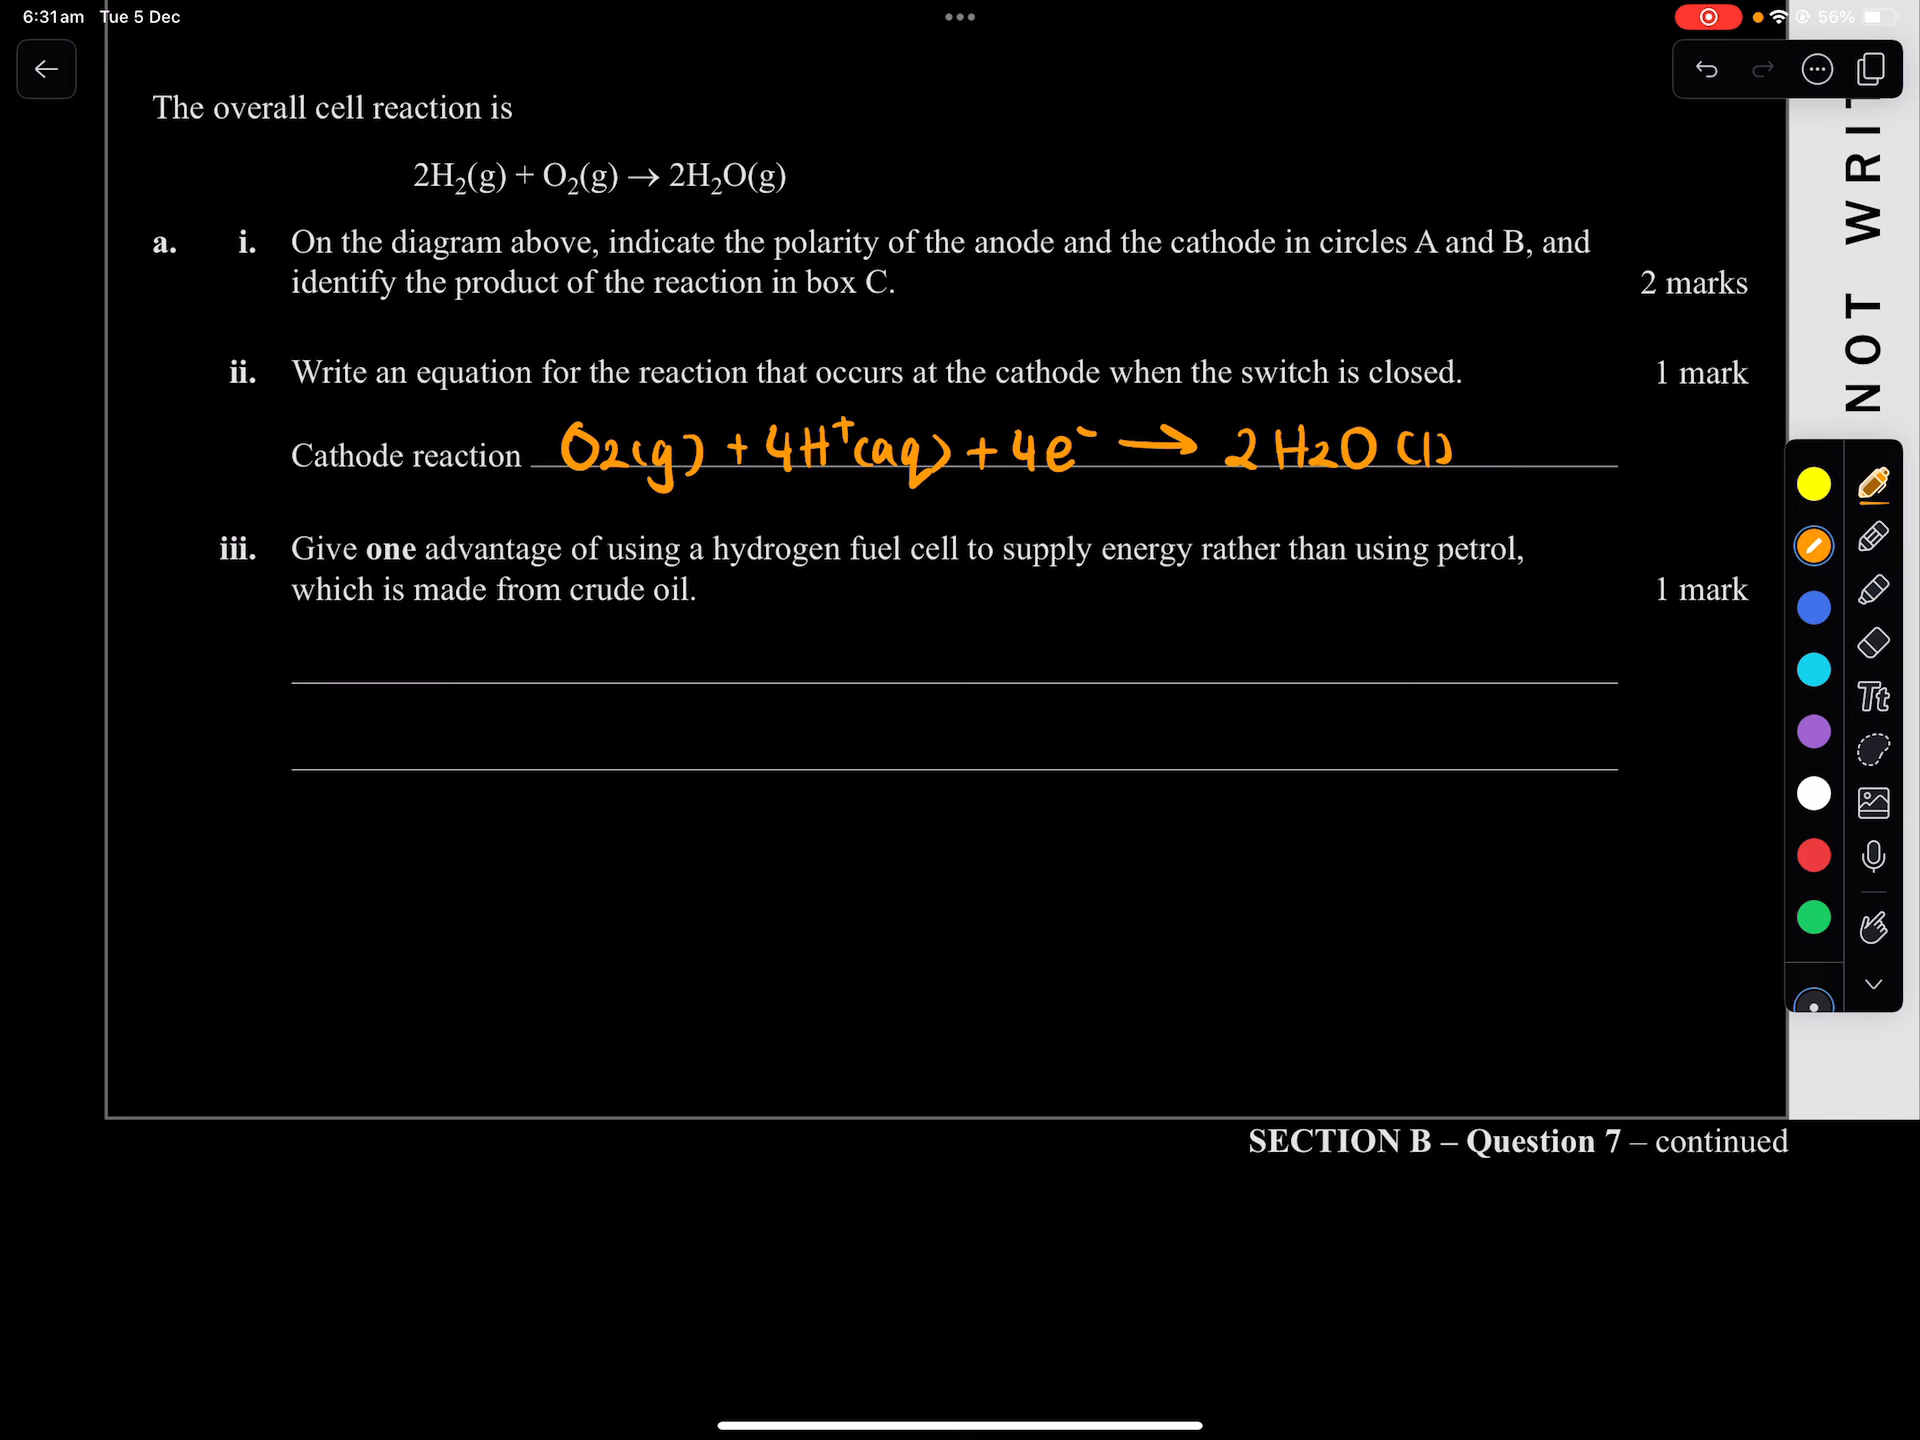 6:31am Tue 5 Dec
56%
The overall cell reaction is
2H₂(g) + O₂(g) → 2H₂O(g)
a. i. On the diagram above, indicate the polarity of the anode and the cathode in circles A and B, and
identify the product of the reaction in box C. 2 marks
ii. Write an equation for the reaction that occurs at the cathode when the switch is closed. 1 mark
Cathode reaction O2(g) + 4H⁺(aq) + 4e⁻ → 2H2O (l)
iii. Give one advantage of using a hydrogen fuel cell to supply energy rather than using petrol,
which is made from crude oil. 1 mark
SECTION B – Question 7 – continued
NOT WRIT
Tt